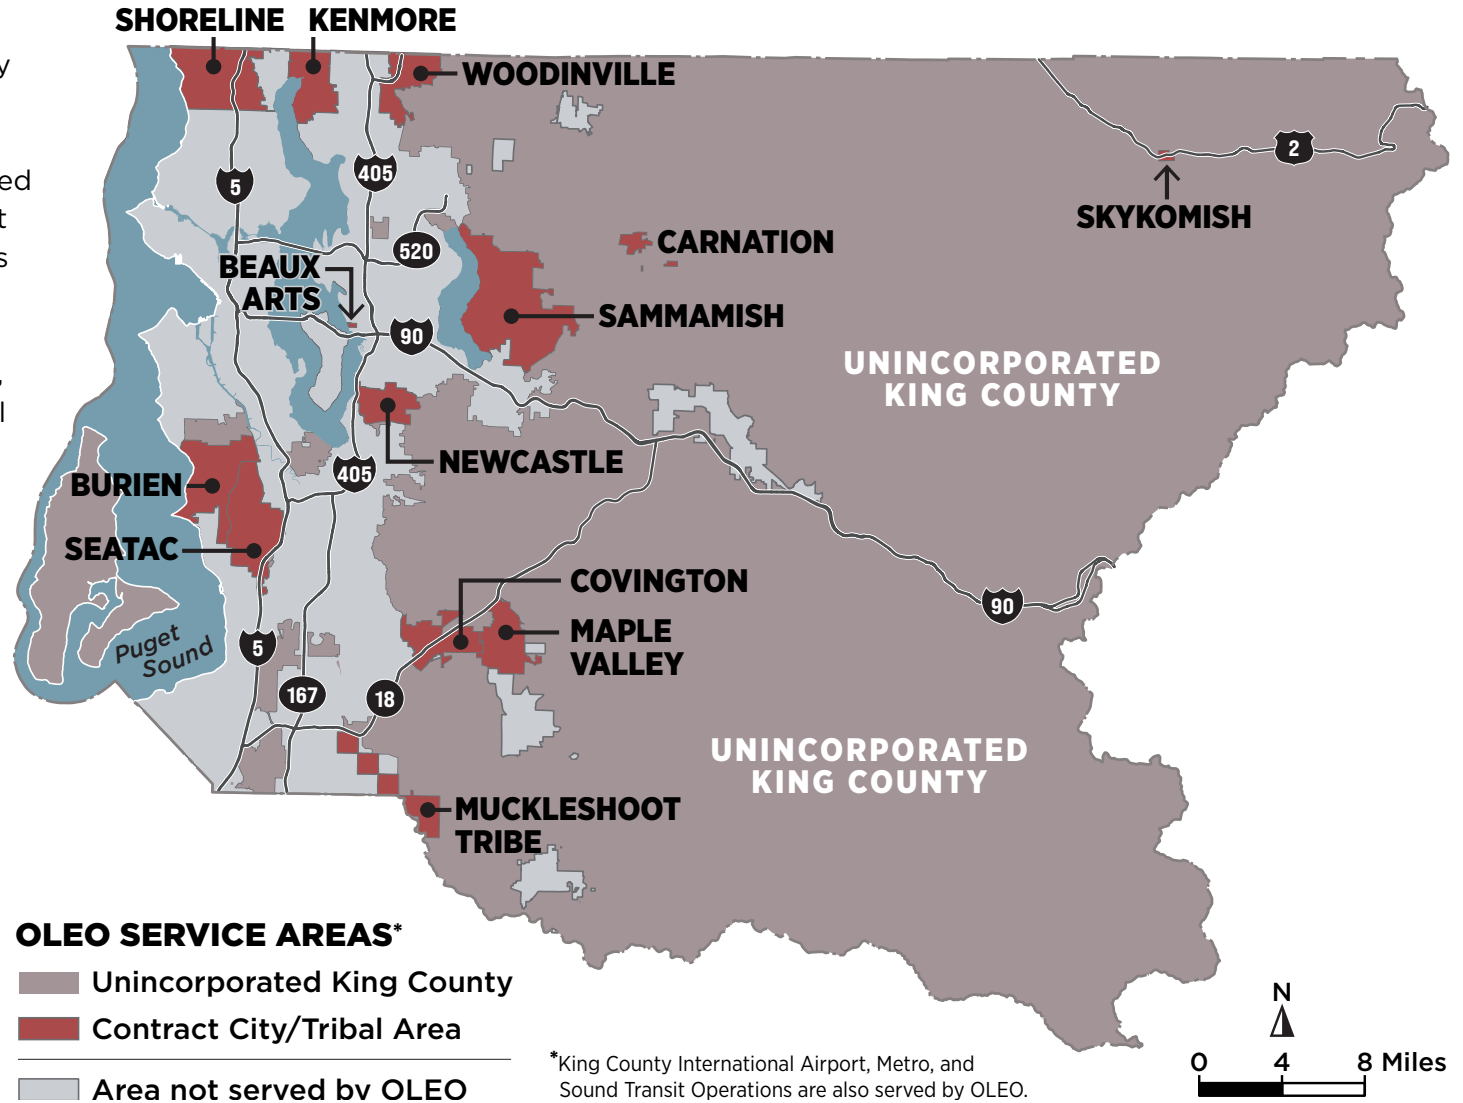 SHORELINE
KENMORE
y
WOODINVILLE
405
2
5
ed
t
SKYKOMISH
CARNATION
520
s
BEAUX
ARTS
SAMMAMISH
90
UNINCORPORATED
KING COUNTY
,
l
NEWCASTLE
405
BURIEN
SEATAC
COVINGTON
90
MAPLE
VALLEY
Puget
Sound
5
167
18
UNINCORPORATED
KING COUNTY
MUCKLESHOOT
TRIBE
OLEO SERVICE AREAS*
Unincorporated King County
Contract City/Tribal Area
Area not served by OLEO
*King County International Airport, Metro, and
Sound Transit Operations are also served by OLEO.
N
0 4 8 Miles